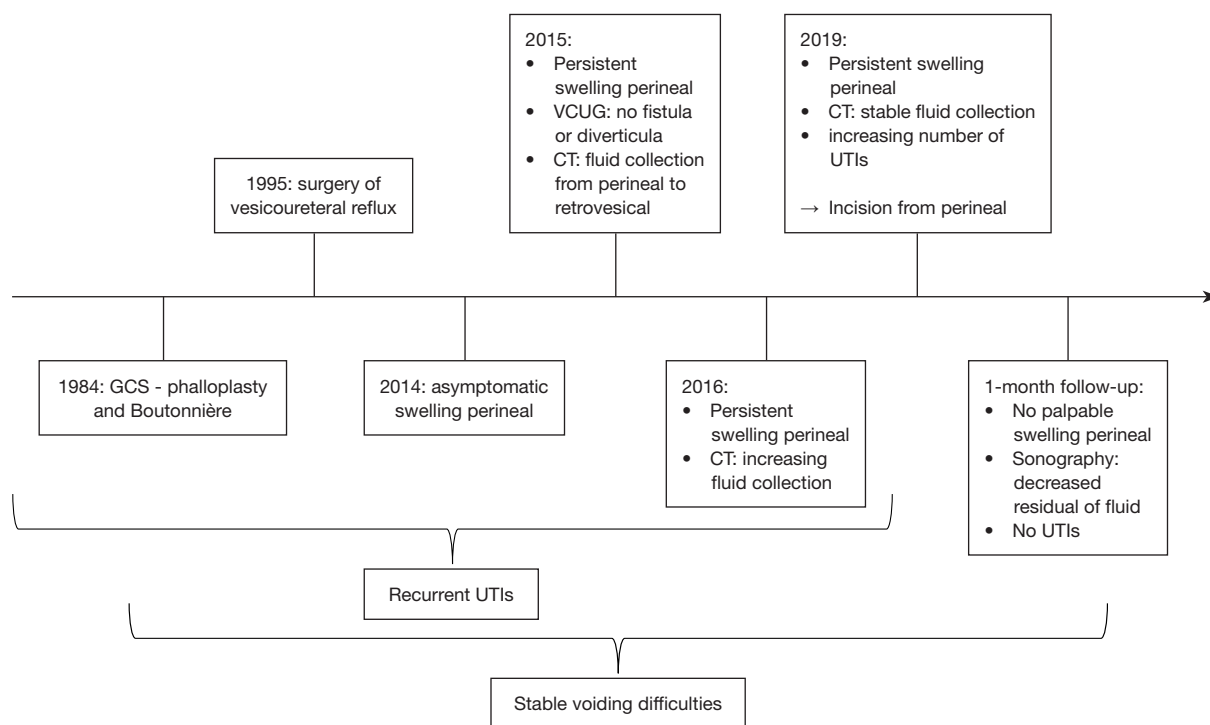 1984: GCS - phalloplasty
and Boutonnière
1995: surgery of
vesicoureteral reflux
2014: asymptomatic
swelling perineal
2015:
• Persistent
swelling perineal
• VCUG: no fistula
or diverticula
• CT: fluid collection
from perineal to
retrovesical
2016:
• Persistent
swelling perineal
• CT: increasing
fluid collection
2019:
• Persistent swelling
perineal
• CT: stable fluid collection
• increasing number of
UTIs
→ Incision from perineal
1-month follow-up:
• No palpable
swelling perineal
• Sonography:
decreased
residual of fluid
• No UTIs
Recurrent UTIs
Stable voiding difficulties